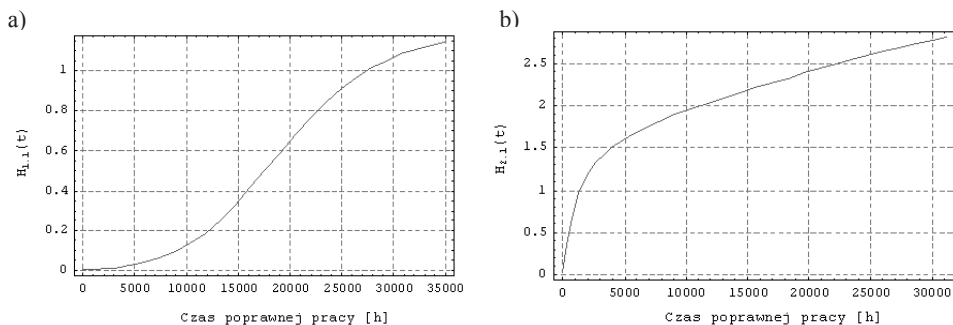 a)
1
0.8
0.6
0.4
0.2
0
H1.1(t)
0 5000 10000 15000 20000 25000 30000 35000
Czas poprawnej pracy [h]
b)
2.5
2
1.5
1
0.5
0
H2.1(t)
0 5000 10000 15000 20000 25000 30000
Czas poprawnej pracy [h]